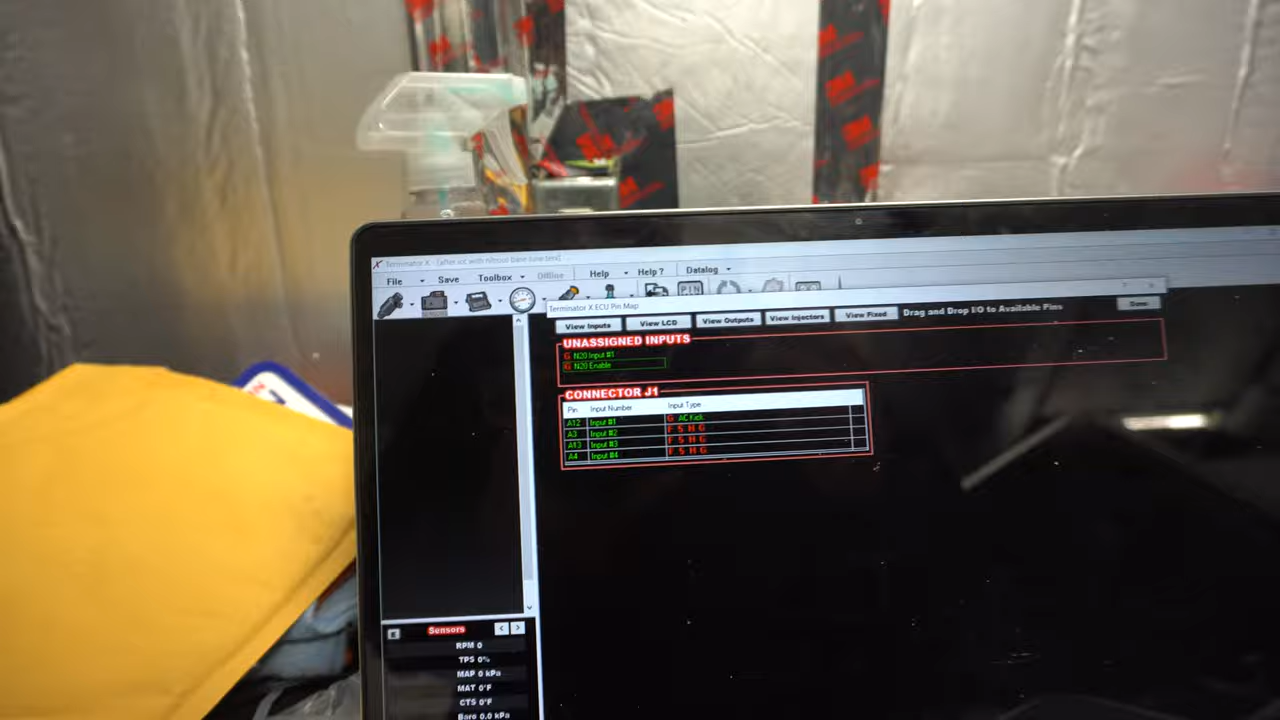 Terminator X - [after ict with nitrous base tune.terx]
File Save Toolbox Offline Help Help ? Datalog
PIN
Terminator X ECU Pin Map
View Inputs View LCD View Outputs View Injectors View Fixed Drag and Drop I/O to Available Pins Done
UNASSIGNED INPUTS
G N20 Input #1
G N20 Enable
CONNECTOR J1
Pin Input Number Input Type
A12 Input #1 G AC Kick
A3 Input #2 F S H G
A13 Input #3 F S H G
A4 Input #4 F S H G
Sensors < >
RPM 0
TPS 0%
MAP 0 kPa
MAT 0°F
CTS 0°F
Baro 0.0 kPa